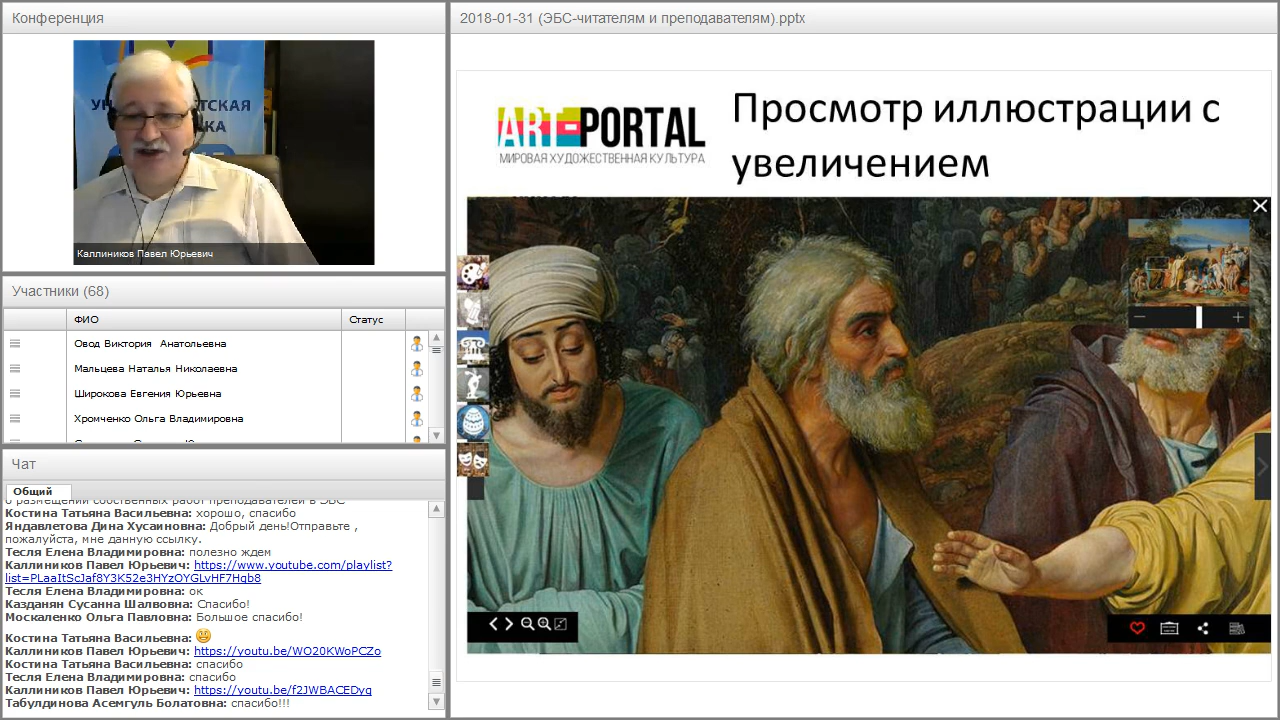 Конференция
УН ТСКАЯ
КА
Каллиников Павел Юрьевич
Участники (68)
ФИО Статус
Овод Виктория Анатольевна
Мальцева Наталья Николаевна
Широкова Евгения Юрьевна
Хромченко Ольга Владимировна
Чат
Общий
о размещении собственных работ преподавателей в ЭБС
Костина Татьяна Васильевна: хорошо, спасибо
Яндавлетова Дина Хусаиновна: Добрый день!Отправьте ,
пожалуйста, мне данную ссылку.
Тесля Елена Владимировна: полезно ждем
Каллиников Павел Юрьевич: https://www.youtube.com/playlist?
list=PLaaItScJaf8Y3K52e3HYzOYGLvHF7Hqb8
Тесля Елена Владимировна: ок
Казданян Сусанна Шалвовна: Спасибо!
Москаленко Ольга Павловна: Большое спасибо!
Костина Татьяна Васильевна:
Каллиников Павел Юрьевич: https://youtu.be/WO20KWoPCZo
Костина Татьяна Васильевна: спасибо
Тесля Елена Владимировна: спасибо
Каллиников Павел Юрьевич: https://youtu.be/f2JWBACEDyg
Табулдинова Асемгуль Болатовна: спасибо!!!
2018-01-31 (ЭБС-читателям и преподавателям).pptx
ART-PORTAL
МИРОВАЯ ХУДОЖЕСТВЕННАЯ КУЛЬТУРА
Просмотр иллюстрации с
увеличением